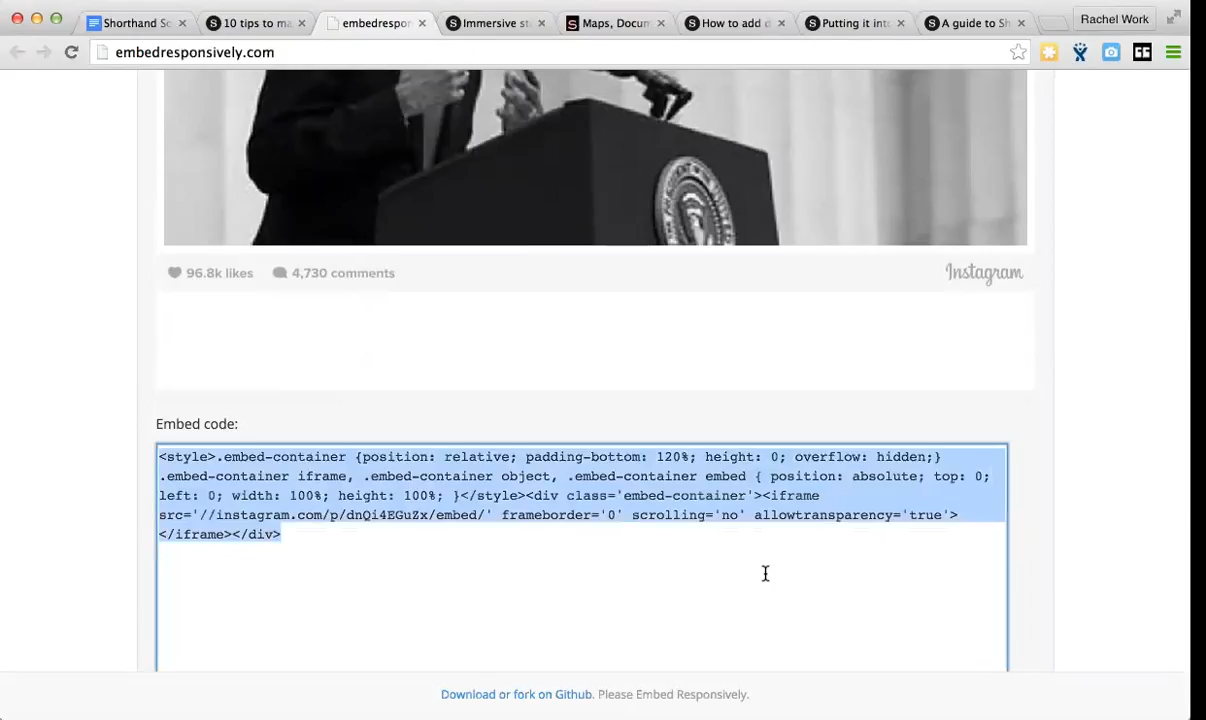 Shorthand So
10 tips to ma
embedrespon
Immersive st
Maps, Docum
How to add
Putting it into
A guide to Sh
Rachel Work
embedresponsively.com
96.8k likes
4,730 comments
Instagram
Embed code:
<style>.embed-container {position: relative; padding-bottom: 120%; height: 0; overflow: hidden;}
.embed-container iframe, .embed-container object, .embed-container embed { position: absolute; top: 0;
left: 0; width: 100%; height: 100%; }</style><div class='embed-container'><iframe
src='//instagram.com/p/dnQi4EGuZx/embed/' frameborder='0' scrolling='no' allowtransparency='true'>
</iframe></div>
Download or fork on Github. Please Embed Responsively.